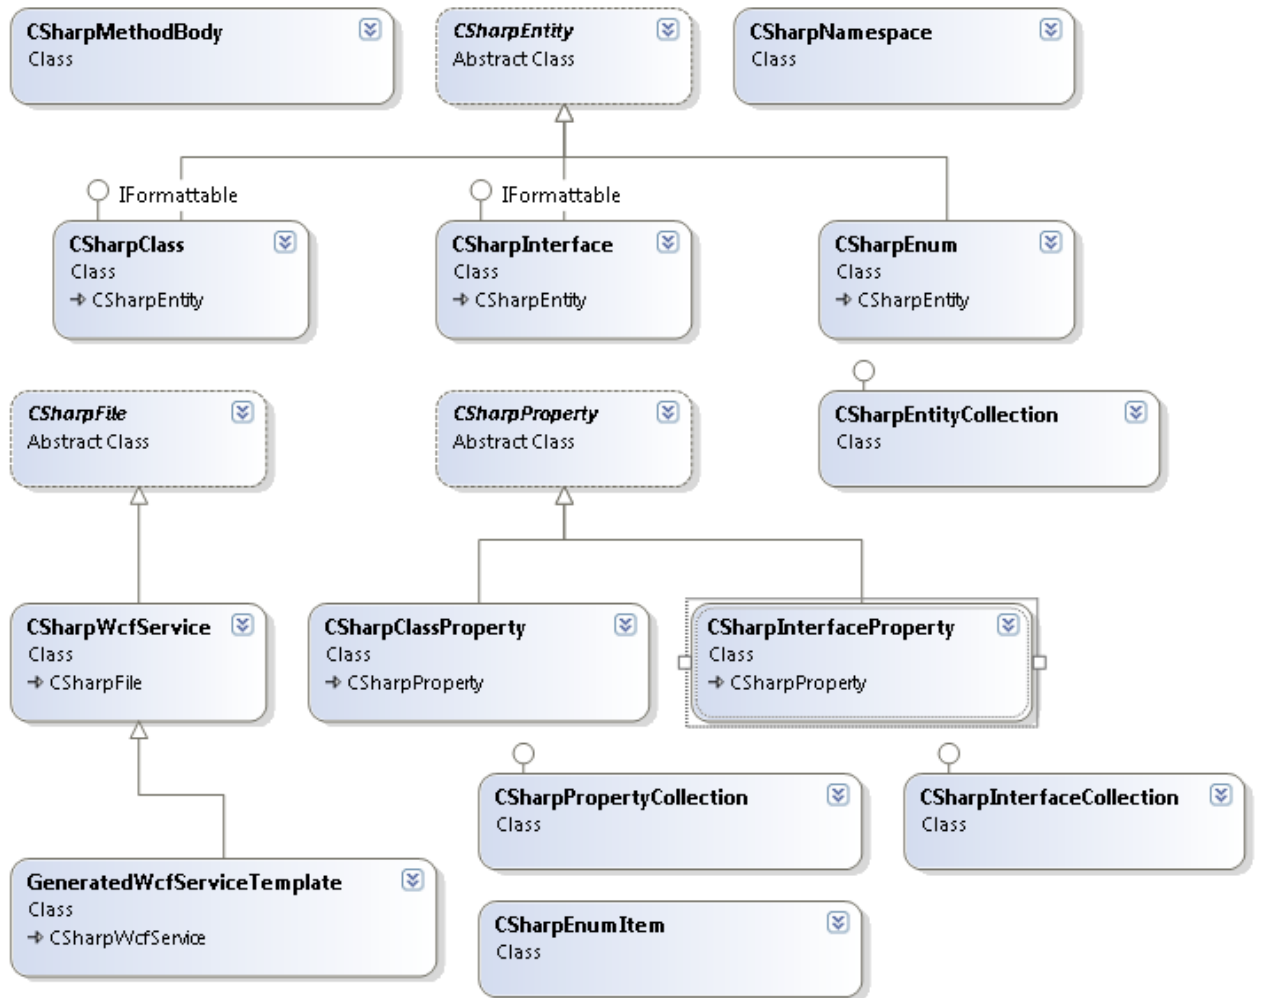 CSharpMethodBody
Class
CSharpEntity
Abstract Class
CSharpNamespace
Class
IFormattable
IFormattable
CSharpClass
Class
CSharpEntity
CSharpInterface
Class
CSharpEntity
CSharpEnum
Class
CSharpEntity
CSharpFile
Abstract Class
CSharpProperty
Abstract Class
CSharpEntityCollection
Class
CSharpWcfService
Class
CSharpFile
CSharpClassProperty
Class
CSharpProperty
CSharpInterfaceProperty
Class
CSharpProperty
CSharpPropertyCollection
Class
CSharpInterfaceCollection
Class
GeneratedWcfServiceTemplate
Class
CSharpWcfService
CSharpEnumItem
Class